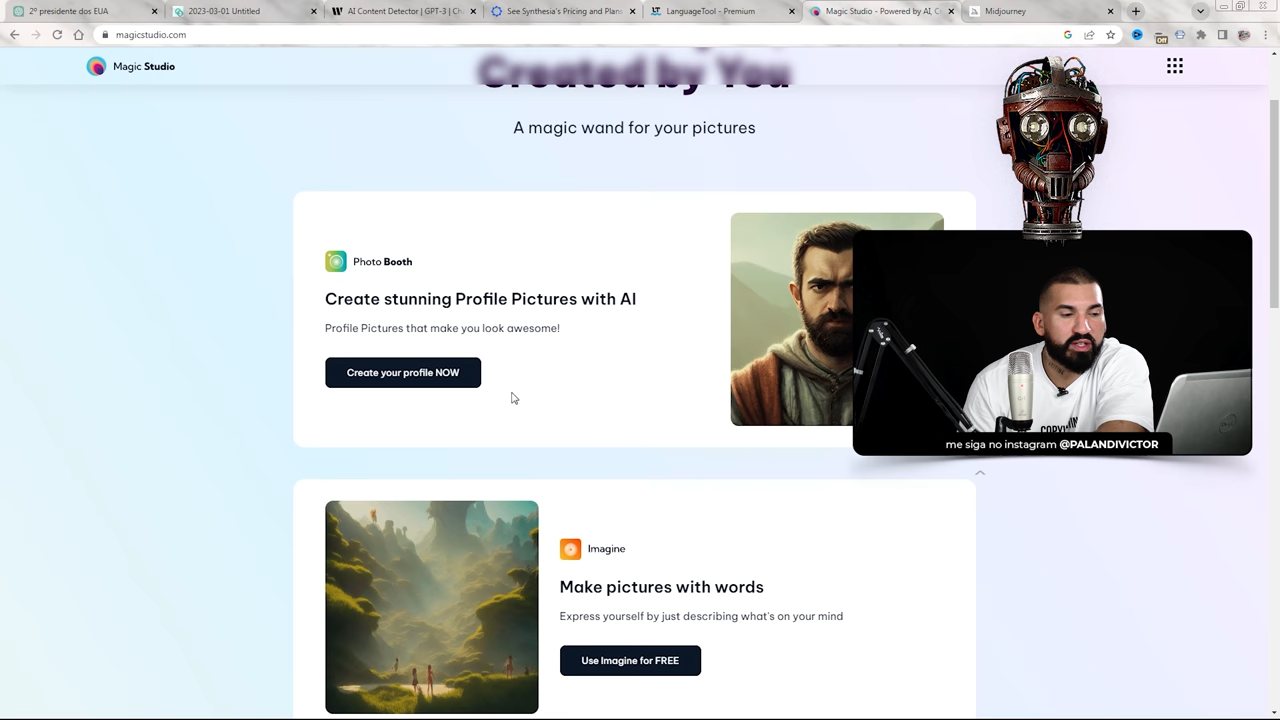 2º presidente dos EUA
2023-03-01 Untitled
AI Content Detector | GPT-3 | Ch
See Synthesia's Pricing and Plans
LanguageTool - Premium
Magic Studio - Powered by AI, C
Midjourney
magicstudio.com
Off
Magic Studio
Created by You
A magic wand for your pictures
Photo Booth
Create stunning Profile Pictures with AI
Profile Pictures that make you look awesome!
Create your profile NOW
me siga no instagram @PALANDIVICTOR
Imagine
Make pictures with words
Express yourself by just describing what's on your mind
Use Imagine for FREE